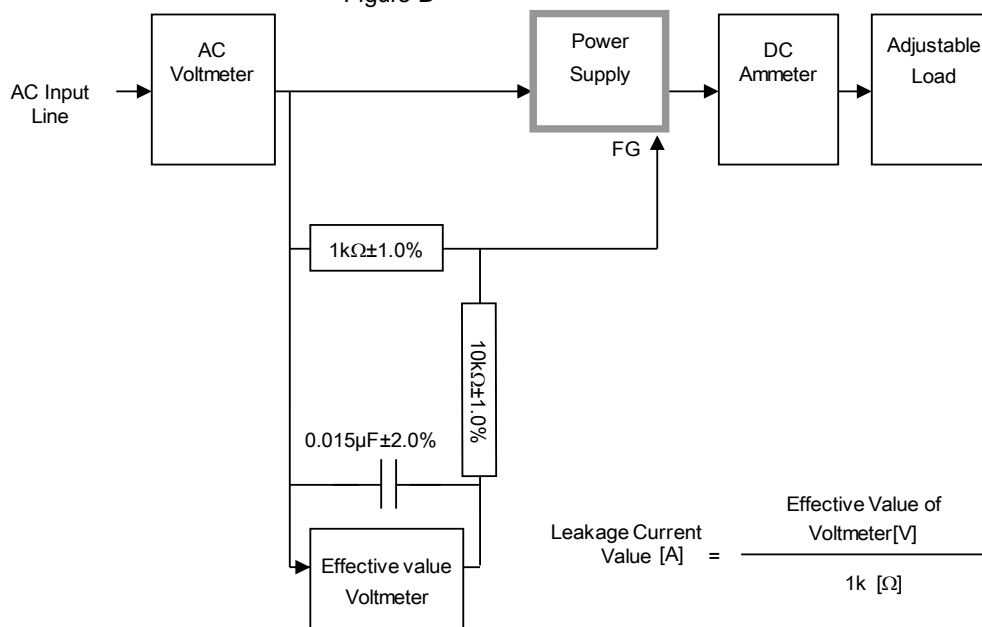 Figure B
AC Input
Line
AC
Voltmeter
Power
Supply
FG
DC
Ammeter
Adjustable
Load
1kΩ±1.0%
10kΩ±1.0%
0.015µF±2.0%
Effective value
Voltmeter
Leakage Current
Value [A]
=
Effective Value of
Voltmeter[V]
1k [Ω]